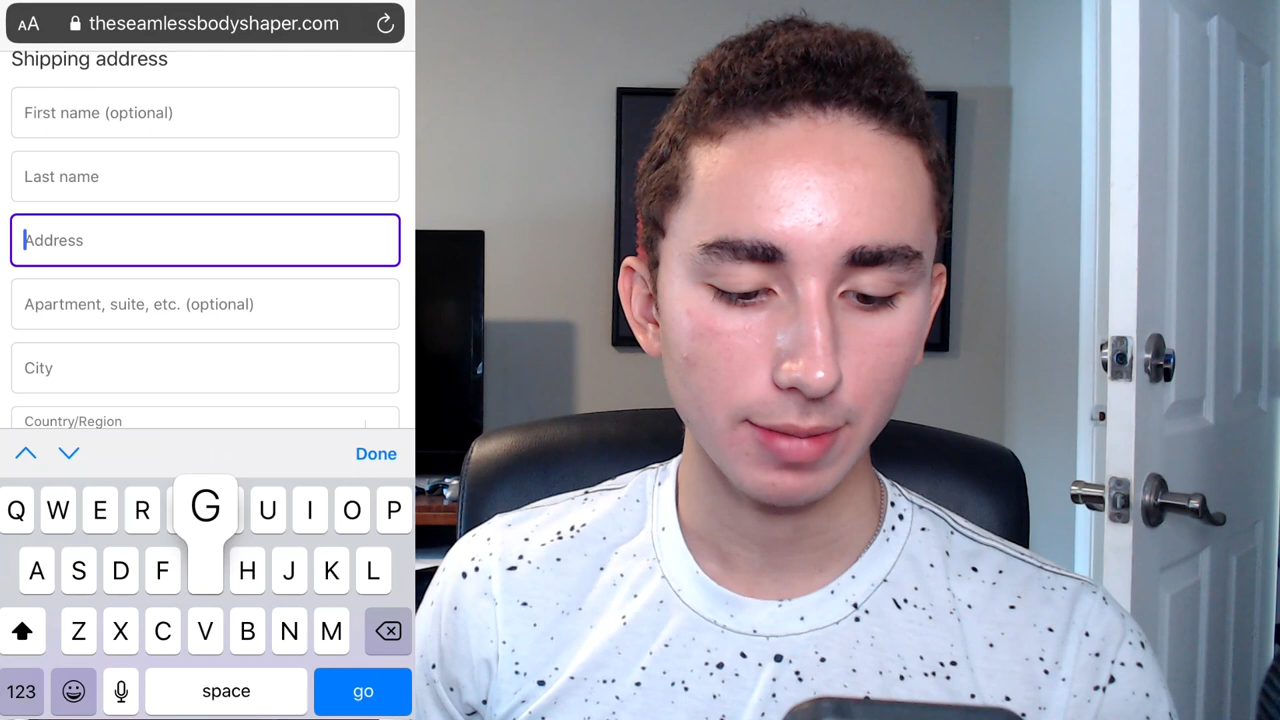 AA theseamlessbodyshaper.com
Shipping address
First name (optional)
Last name
Address
Apartment, suite, etc. (optional)
City
Country/Region
Done
Q W E R G U I O P
A S D F H J K L
Z X C V B N M
123 space go